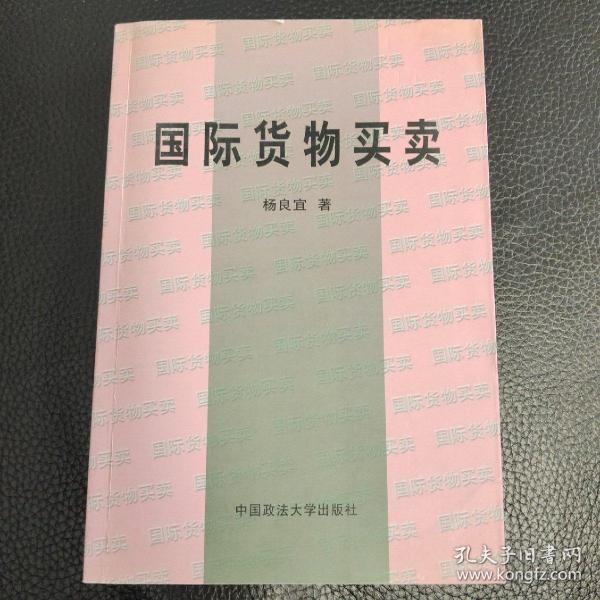 国际货物买卖
杨良宜 著
中国政法大学出版社
孔夫子旧书网
www.kongfz.com